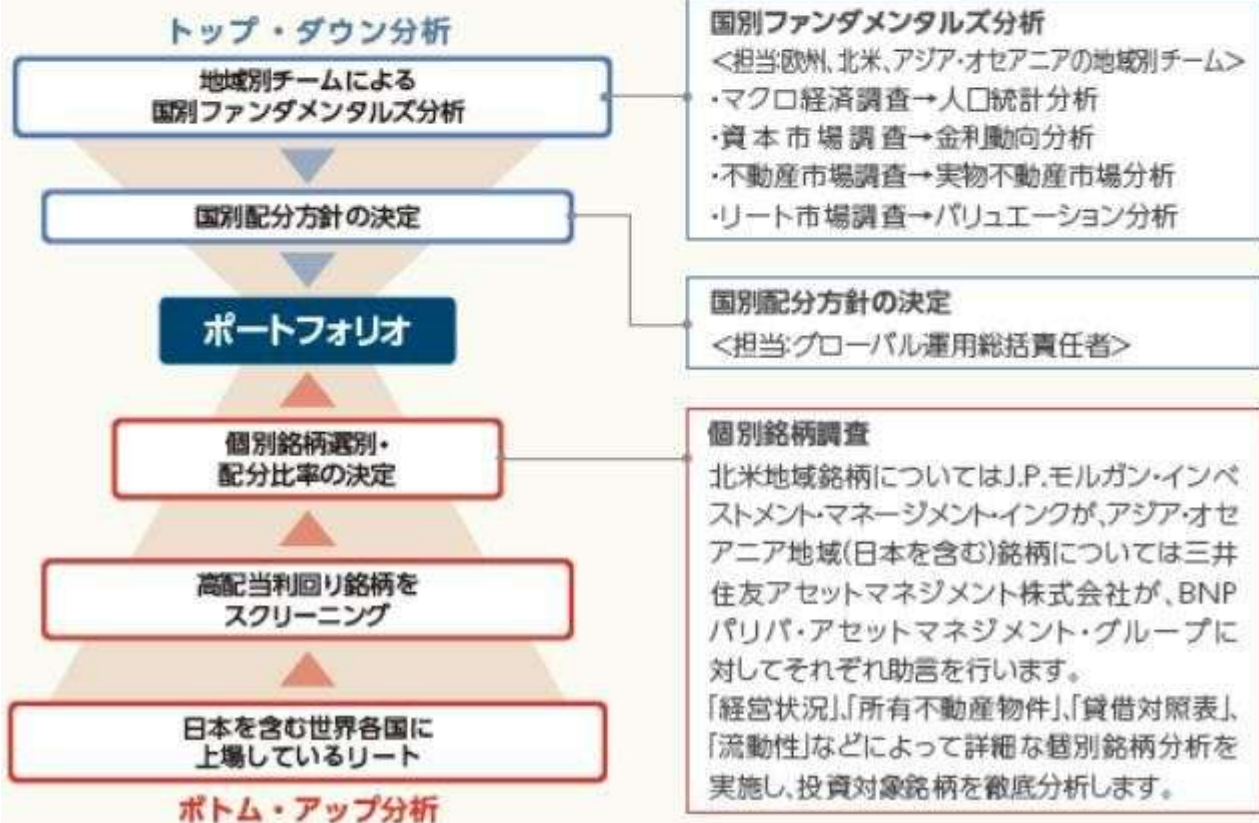 トップ・ダウン分析
地域別チームによる
国別ファンダメンタルズ分析
国別配分方針の決定
ポートフォリオ
個別銘柄選別・
配分比率の決定
高配当利回り銘柄を
スクリーニング
日本を含む世界各国に
上場しているリート
ボトム・アップ分析
国別ファンダメンタルズ分析
<担当:欧州、北米、アジア・オセアニアの地域別チーム>
・マクロ経済調査→人口統計分析
・資本市場調査→金利動向分析
・不動産市場調査→実物不動産市場分析
・リート市場調査→バリュエーション分析
国別配分方針の決定
<担当:グローバル運用総括責任者>
個別銘柄調査
北米地域銘柄についてはJ.P.モルガン・インベ
ストメント・マネージメント・インクが、アジア・オセ
アニア地域(日本を含む)銘柄については三井
住友アセットマネジメント株式会社が、BNP
パリバ・アセットマネジメント・グループに
対してそれぞれ助言を行います。
「経営状況」、「所有不動産物件」、「貸借対照表」、
「流動性」などによって詳細な個別銘柄分析を
実施し、投資対象銘柄を徹底分析します。